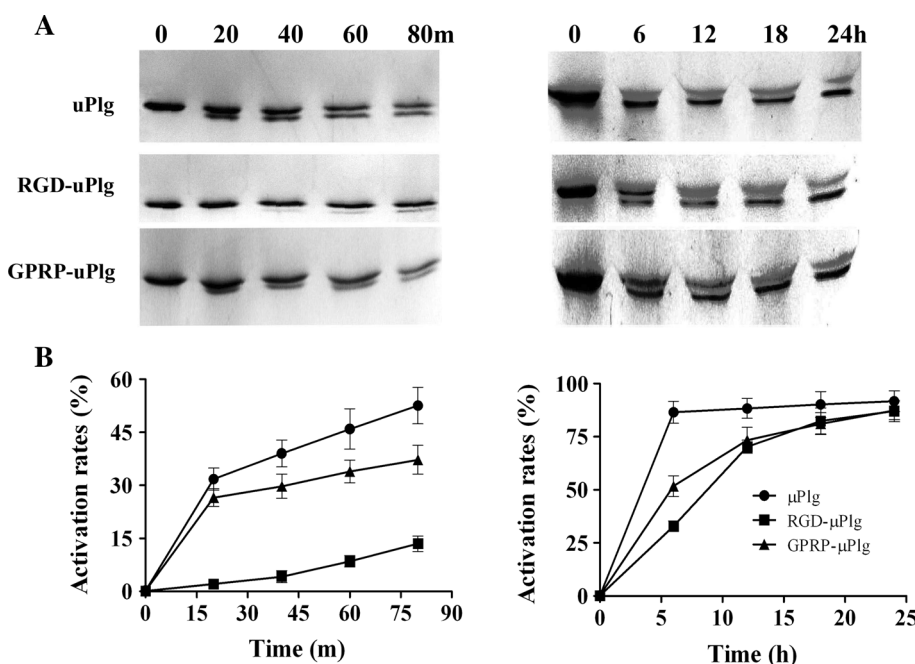 A
0 20 40 60 80m
0 6 12 18 24h
uPlg
RGD-uPlg
GPRP-uPlg
B
Activation rates (%)
60
45
30
15
0
0 15 30 45 60 75 90
Time (m)
Activation rates (%)
100
75
50
25
0
μPlg
RGD-μPlg
GPRP-μPlg
0 5 10 15 20 25
Time (h)